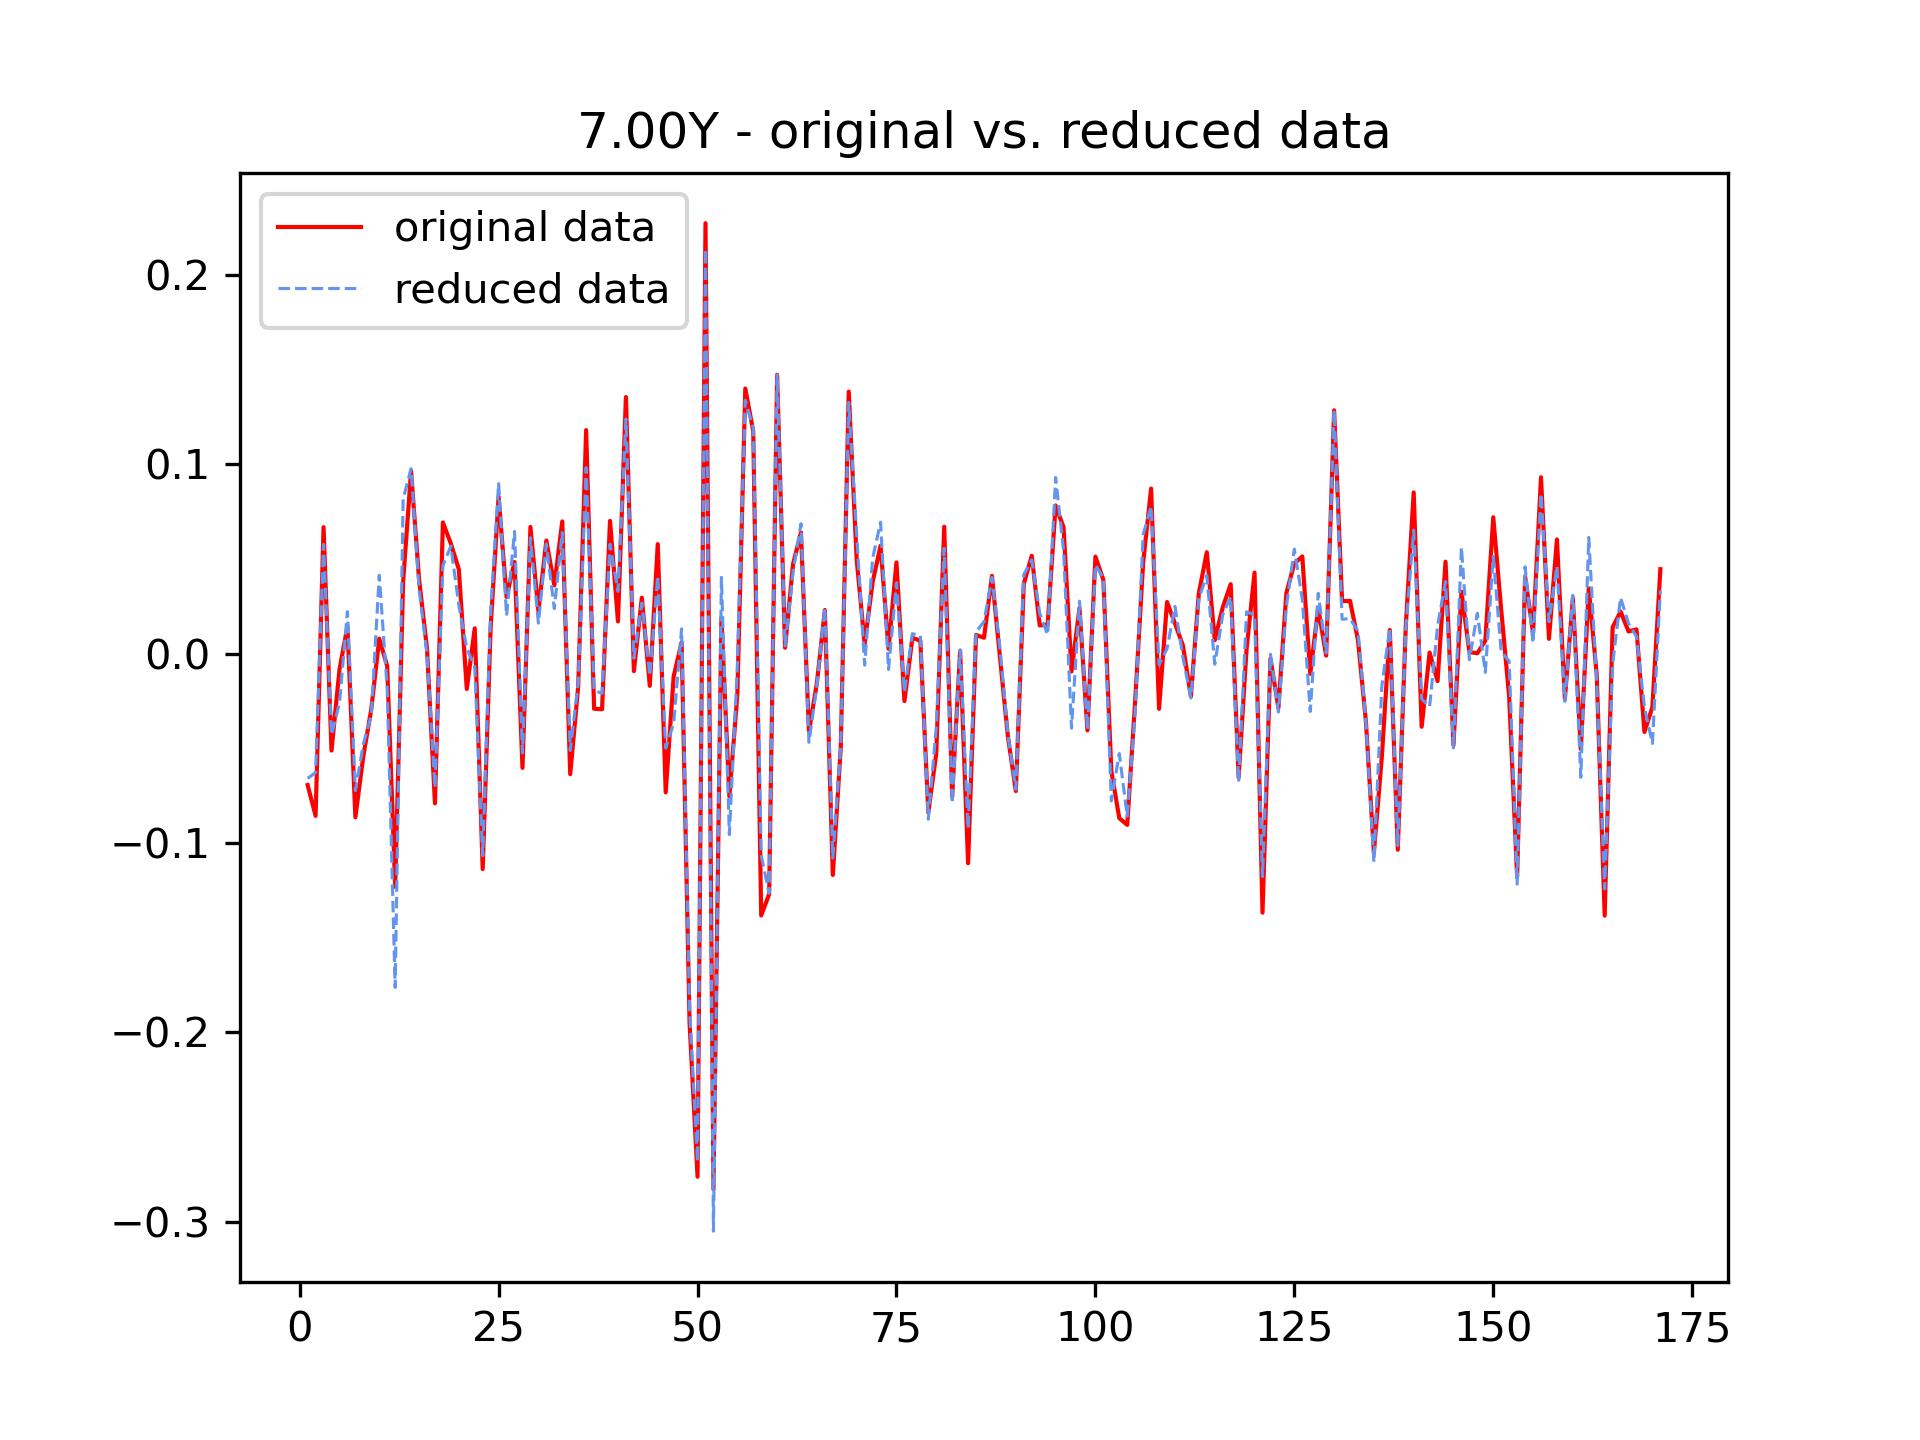 7.00Y - original vs. reduced data
original data
reduced data
0.2
0.1
0.0
−0.1
−0.2
−0.3
0 25 50 75 100 125 150 175